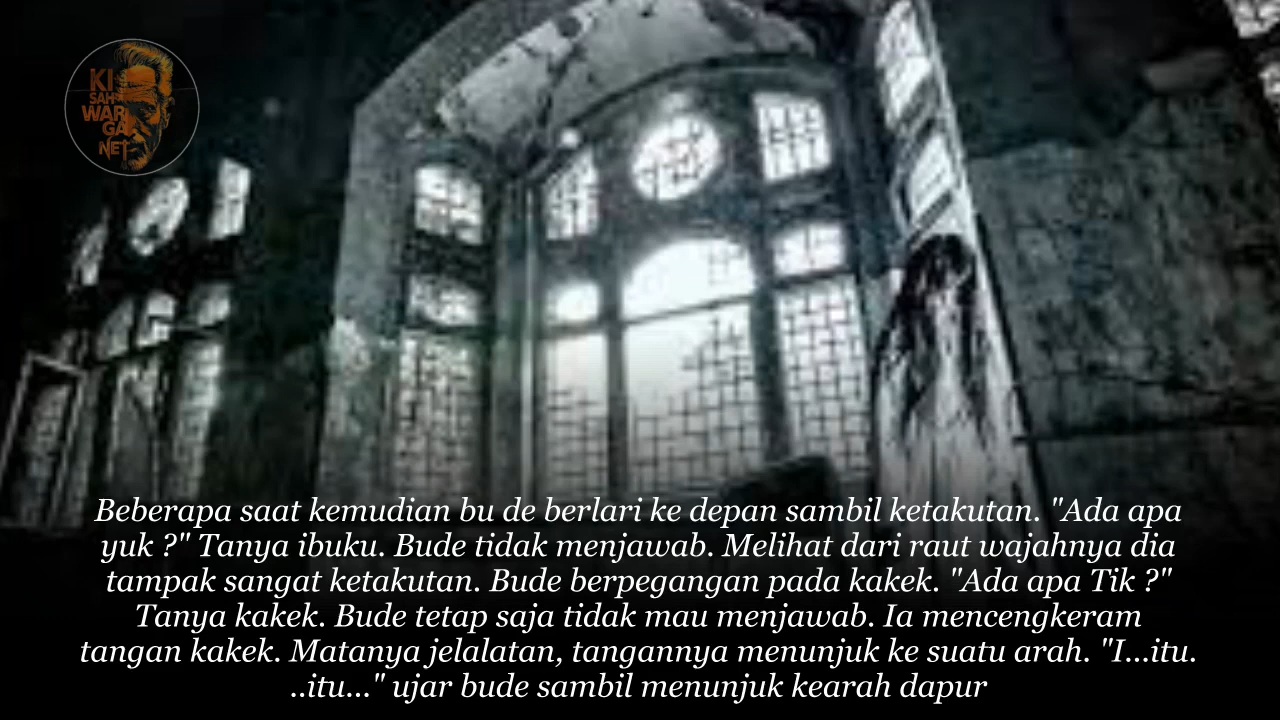 KI
SAH
WAR
GA
NET
Beberapa saat kemudian bu de berlari ke depan sambil ketakutan. "Ada apa
yuk ?" Tanya ibuku. Bude tidak menjawab. Melihat dari raut wajahnya dia
tampak sangat ketakutan. Bude berpegangan pada kakek. "Ada apa Tik ?"
Tanya kakek. Bude tetap saja tidak mau menjawab. Ia mencengkeram
tangan kakek. Matanya jelalatan, tangannya menunjuk ke suatu arah. "I...itu.
..itu..." ujar bude sambil menunjuk kearah dapur